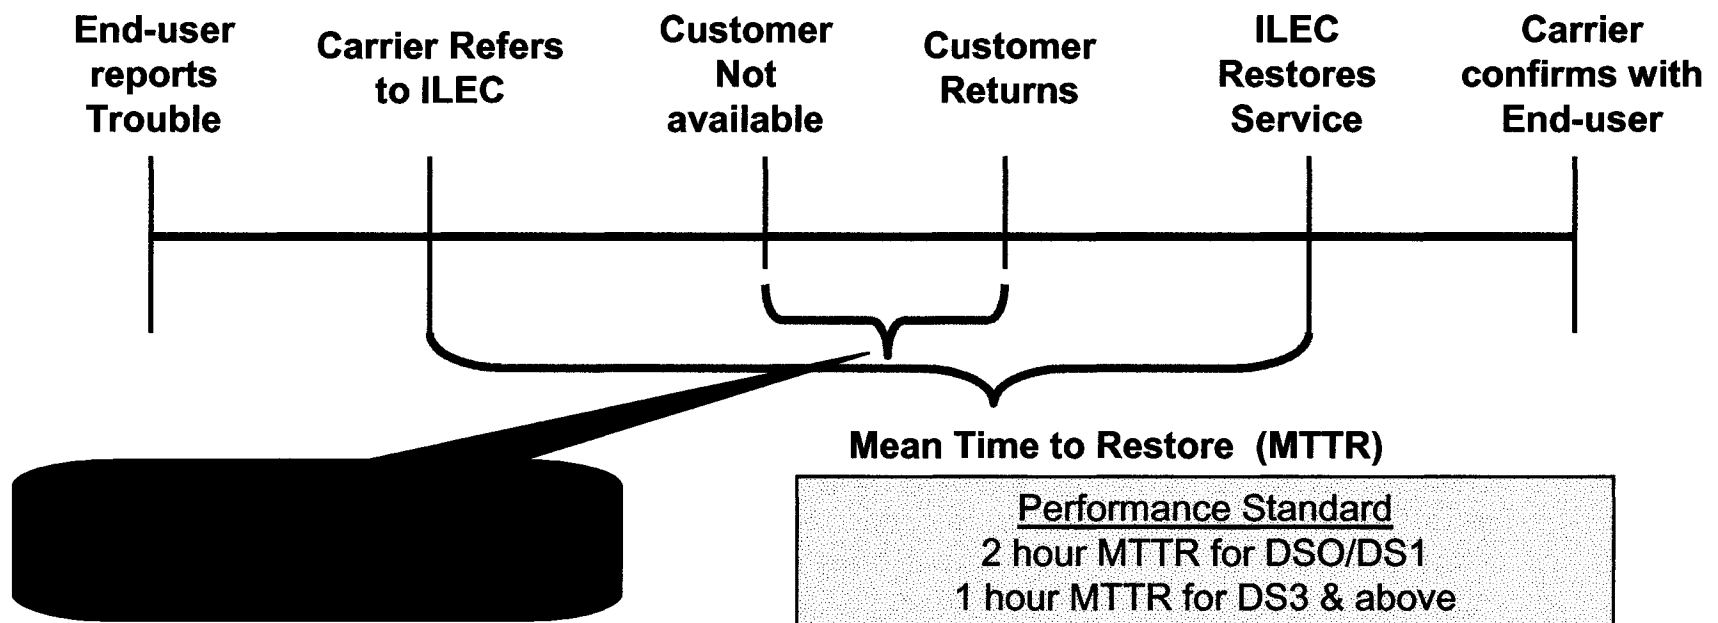 End-user
reports
Trouble
Carrier Refers
to ILEC
Customer
Not
available
Customer
Returns
ILEC
Restores
Service
Carrier
confirms with
End-user
Mean Time to Restore (MTTR)
Performance Standard
2 hour MTTR for DSO/DS1
1 hour MTTR for DS3 & above